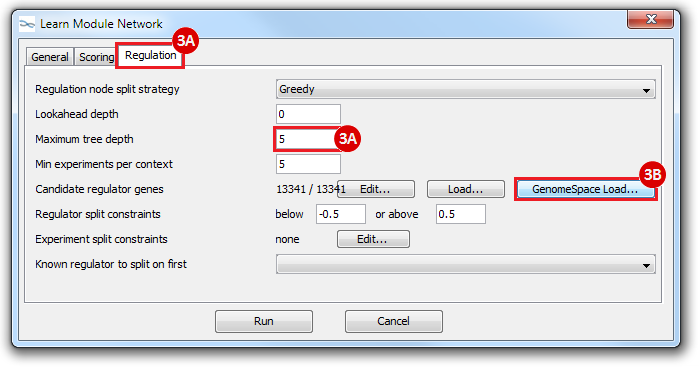 Learn Module Network
3A
General Scoring Regulation
Regulation node split strategy Greedy
Lookahead depth 0
Maximum tree depth 5 3A
Min experiments per context 5
3B
Candidate regulator genes 13341 / 13341 Edit... Load... GenomeSpace Load...
Regulator split constraints below -0.5 or above 0.5
Experiment split constraints none Edit...
Known regulator to split on first
Run Cancel